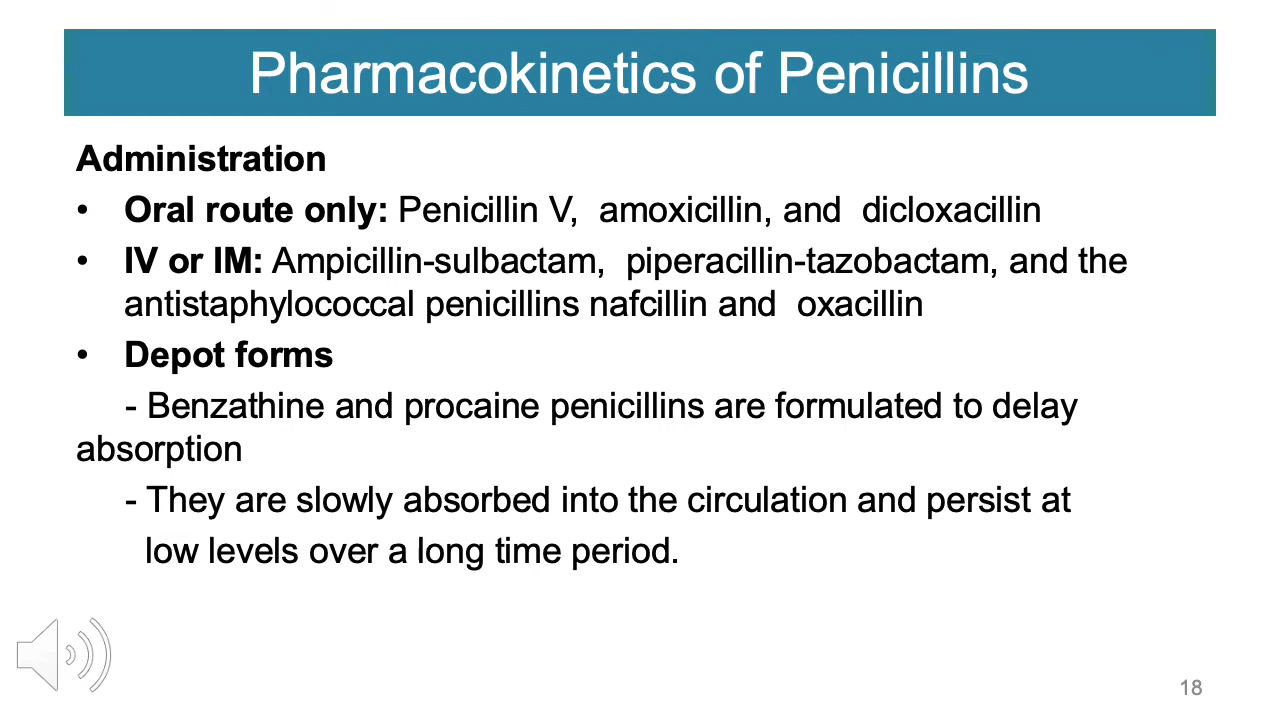 Pharmacokinetics of Penicillins
Administration
• Oral route only: Penicillin V,  amoxicillin, and  dicloxacillin
• IV or IM: Ampicillin-sulbactam,  piperacillin-tazobactam, and the
antistaphylococcal penicillins nafcillin and  oxacillin
• Depot forms
- Benzathine and procaine penicillins are formulated to delay
absorption
- They are slowly absorbed into the circulation and persist at
low levels over a long time period.
18